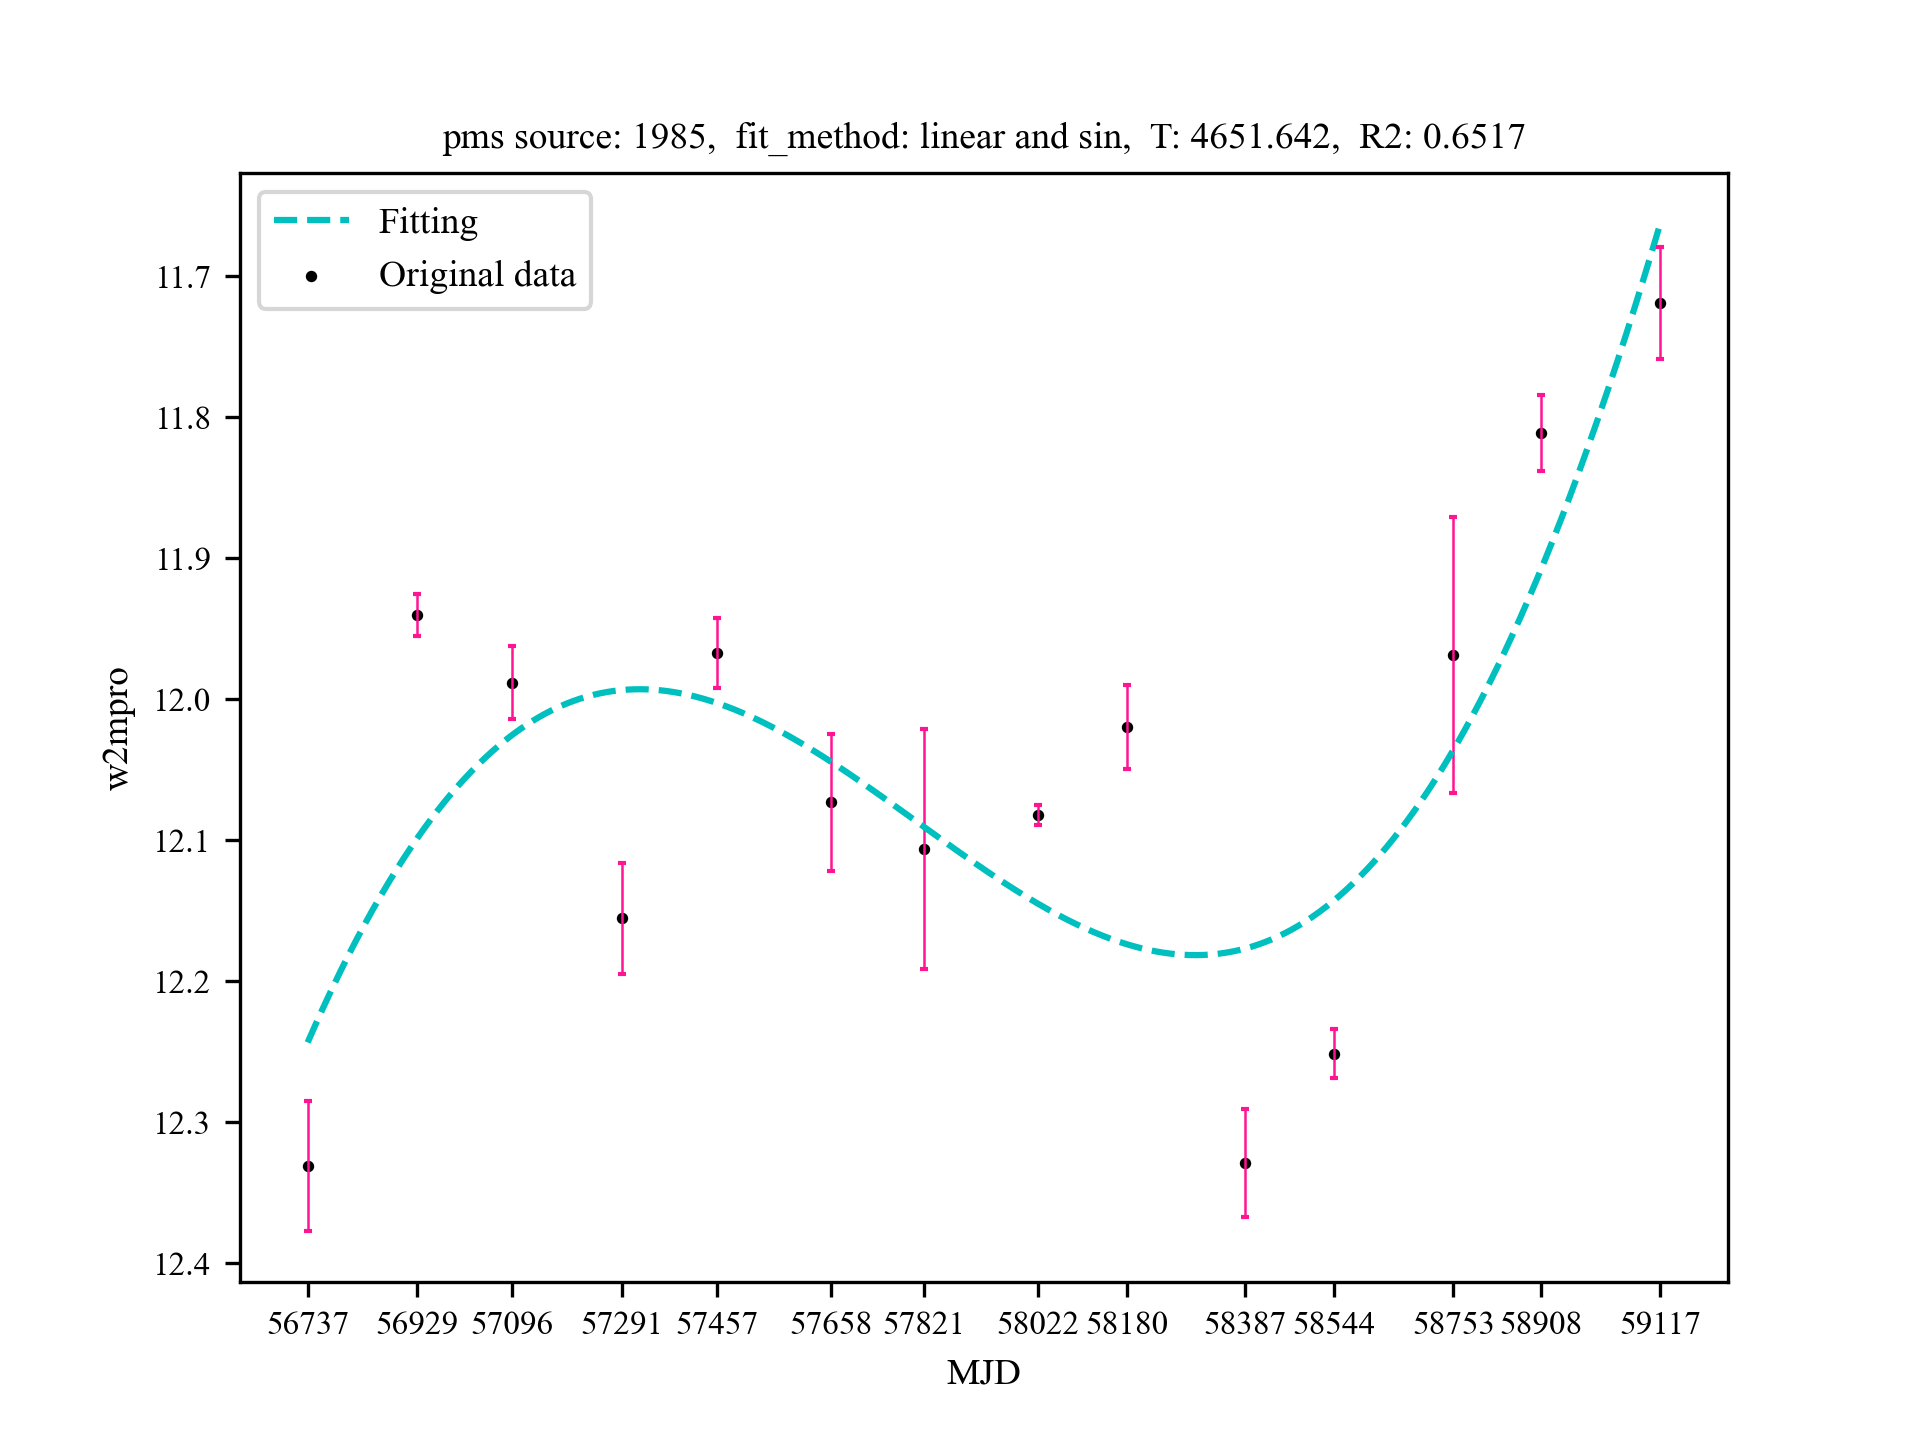 pms source: 1985, fit_method: linear and sin, T: 4651.642, R2: 0.6517
Fitting
Original data
11.7
11.8
11.9
12.0
12.1
12.2
12.3
12.4
w2mpro
56737 56929 57096 57291 57457 57658 57821 58022 58180 58387 58544 58753 58908 59117
MJD